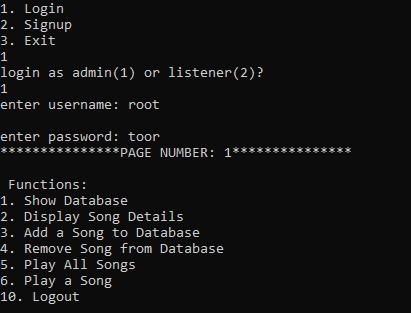 1. Login
2. Signup
3. Exit
1
login as admin(1) or listener(2)?
1
enter username: root
enter password: toor
***************PAGE NUMBER: 1***************
Functions:
1. Show Database
2. Display Song Details
3. Add a Song to Database
4. Remove Song from Database
5. Play All Songs
6. Play a Song
10. Logout